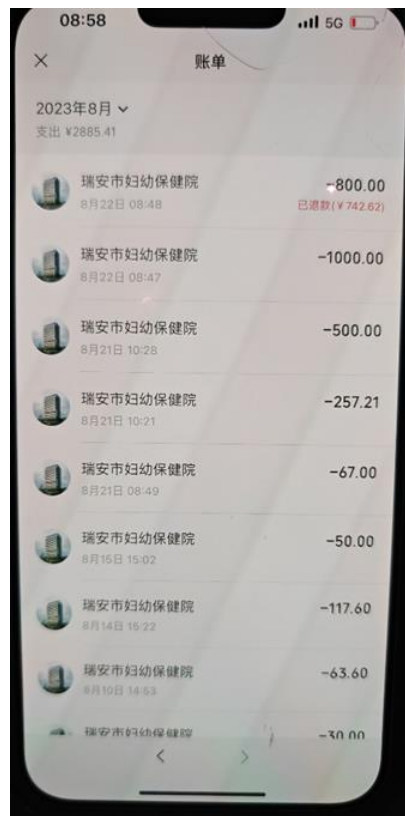 08:58
5G
账单
2023年8月
支出 ¥2885.41
瑞安市妇幼保健院
-800.00
8月22日 08:48
已退款(¥742.62)
瑞安市妇幼保健院
-1000.00
8月22日 08:47
瑞安市妇幼保健院
-500.00
8月21日 10:28
瑞安市妇幼保健院
-257.21
8月21日 10:21
瑞安市妇幼保健院
-67.00
8月21日 08:49
瑞安市妇幼保健院
-50.00
8月15日 15:02
瑞安市妇幼保健院
-117.60
8月14日 15:22
瑞安市妇幼保健院
-63.60
8月10日 14:53
瑞安市妇幼保健院
-30.00